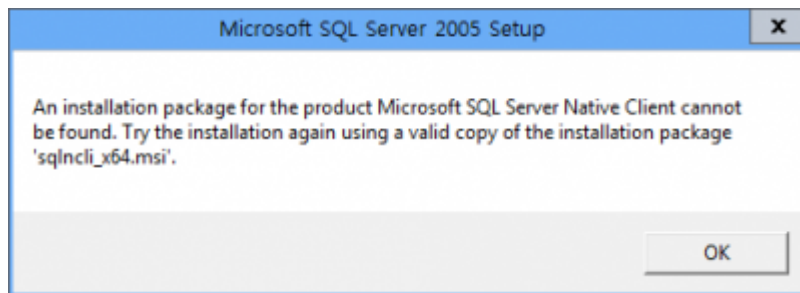 Microsoft SQL Server 2005 Setup
x
An installation package for the product Microsoft SQL Server Native Client cannot
be found. Try the installation again using a valid copy of the installation package
'sqlncli_x64.msi'.
OK